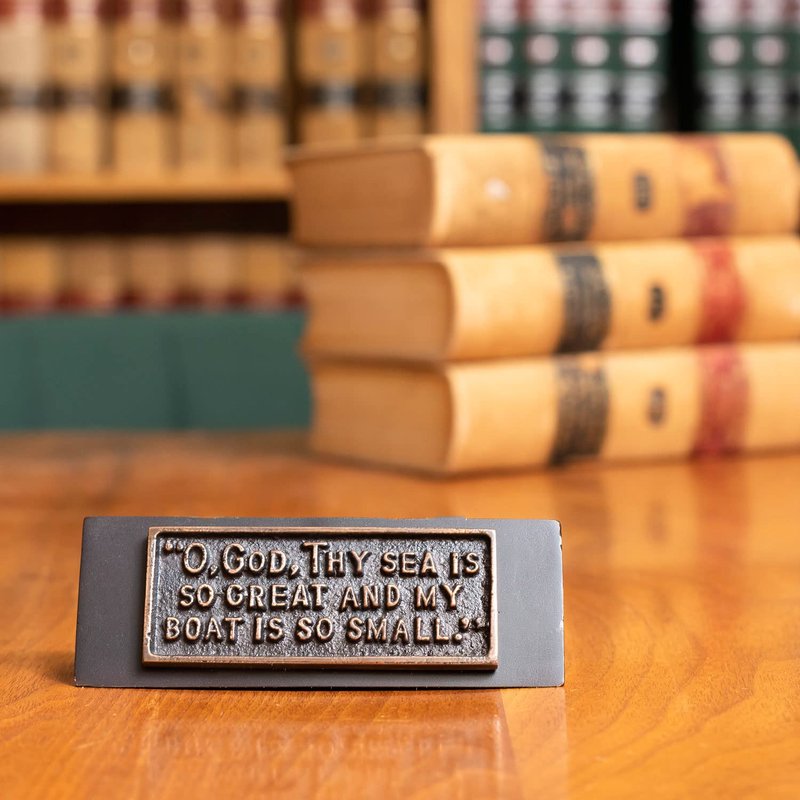 “O, GOD, THY SEA IS
SO GREAT AND MY
BOAT IS SO SMALL.”